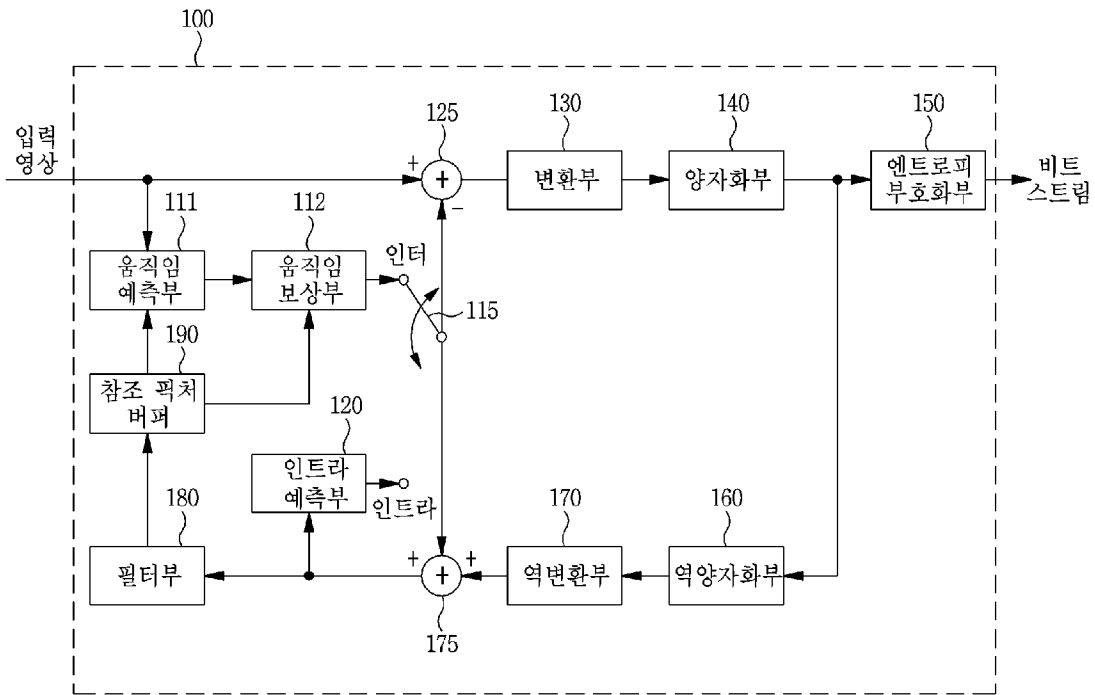 100
입력
영상
125
130
140
150
+
+
−
변환부
양자화부
엔트로피
부호화부
비트
스트림
111
112
움직임
예측부
움직임
보상부
인터
115
190
참조 픽처
버퍼
120
인트라
예측부
인트라
180
170
160
필터부
+
+
+
역변환부
역양자화부
175